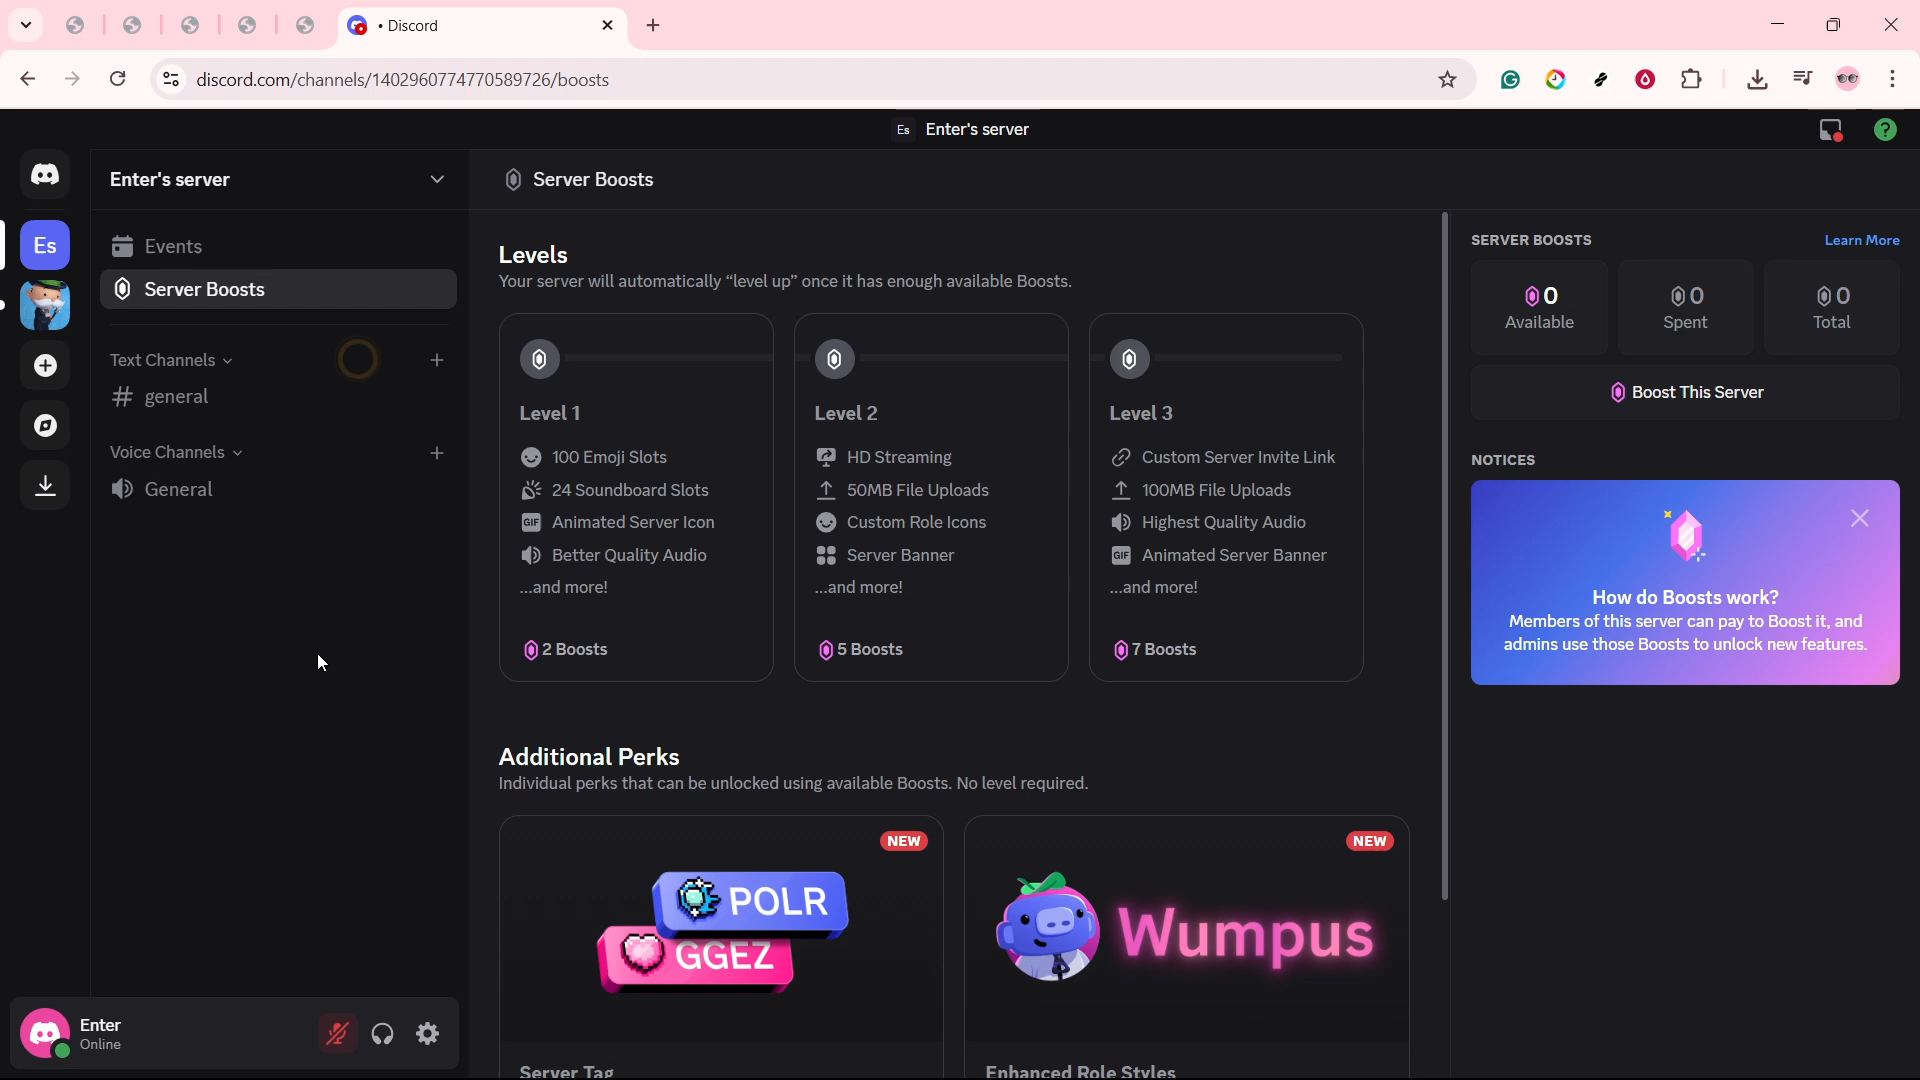 • Discord
discord.com/channels/1402960774770589726/boosts
Es Enter's server
Enter's server
Server Boosts
Es
Events
Server Boosts
Text Channels
general
Voice Channels
General
Levels
Your server will automatically “level up” once it has enough available Boosts.
Level 1
100 Emoji Slots
24 Soundboard Slots
GIF Animated Server Icon
Better Quality Audio
...and more!
2 Boosts
Level 2
HD Streaming
50MB File Uploads
Custom Role Icons
Server Banner
...and more!
5 Boosts
Level 3
Custom Server Invite Link
100MB File Uploads
Highest Quality Audio
GIF Animated Server Banner
...and more!
7 Boosts
Additional Perks
Individual perks that can be unlocked using available Boosts. No level required.
NEW
POLR
GGEZ
Server Tag
NEW
Wumpus
Enhanced Role Styles
SERVER BOOSTS
Learn More
0
Available
0
Spent
0
Total
Boost This Server
NOTICES
How do Boosts work?
Members of this server can pay to Boost it, and
admins use those Boosts to unlock new features.
Enter
Online